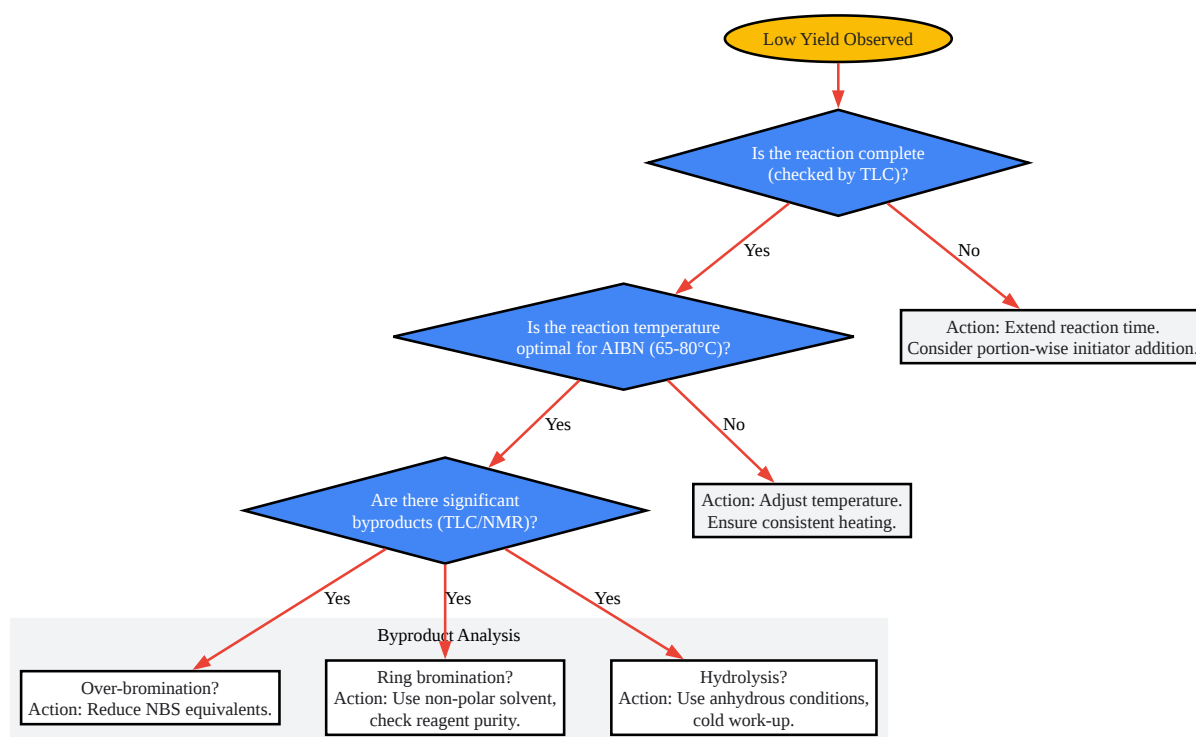 Low Yield Observed
Is the reaction complete
(checked by TLC)?
Yes
No
Is the reaction temperature
optimal for AIBN (65-80°C)?
Action: Extend reaction time.
Consider portion-wise initiator addition.
Yes
No
Are there significant
byproducts (TLC/NMR)?
Action: Adjust temperature.
Ensure consistent heating.
Yes
Yes
Yes
Byproduct Analysis
Over-bromination?
Action: Reduce NBS equivalents.
Ring bromination?
Action: Use non-polar solvent,
check reagent purity.
Hydrolysis?
Action: Use anhydrous conditions,
cold work-up.